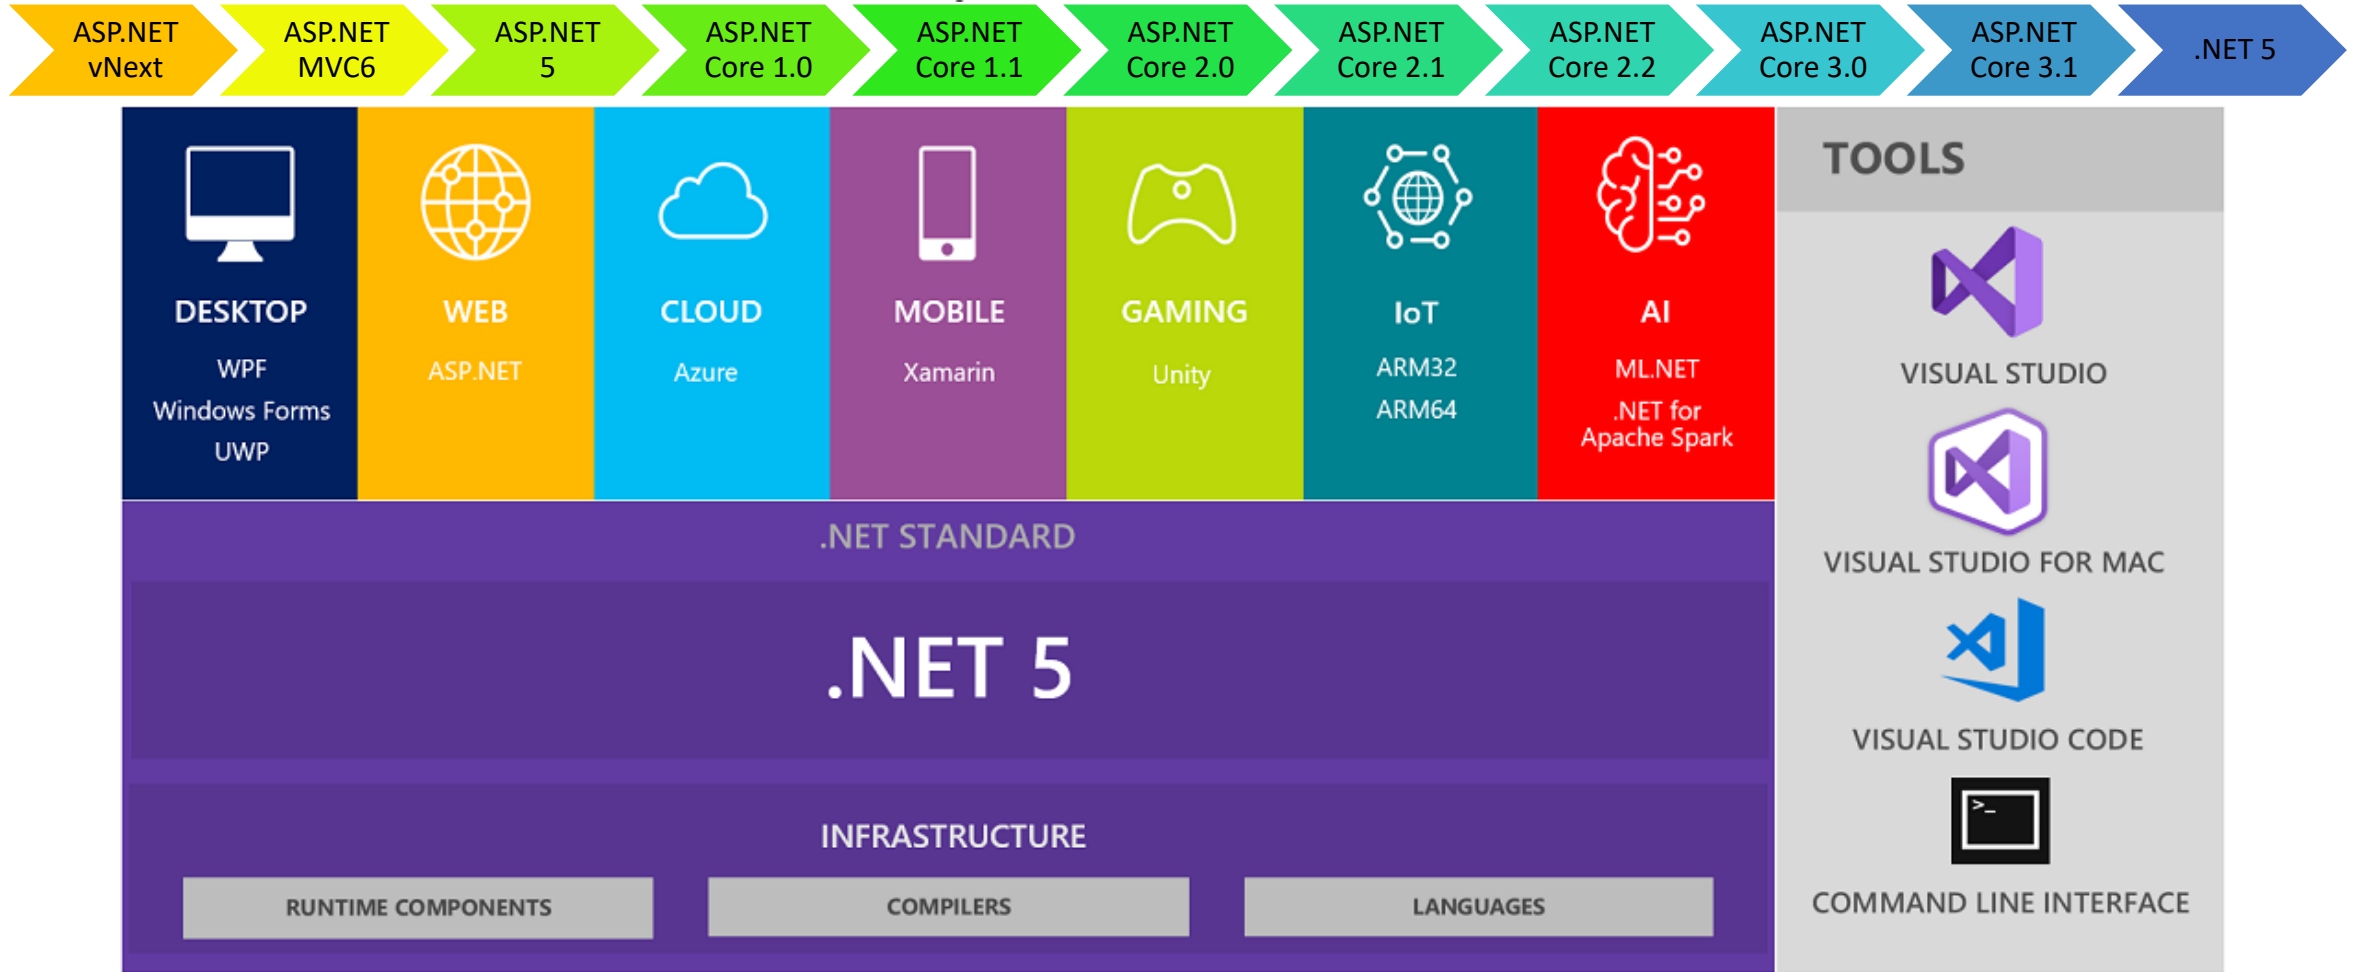 ASP.NET
vNext
ASP.NET
MVC6
ASP.NET
5
ASP.NET
Core 1.0
ASP.NET
Core 1.1
ASP.NET
Core 2.0
ASP.NET
Core 2.1
ASP.NET
Core 2.2
ASP.NET
Core 3.0
ASP.NET
Core 3.1
.NET 5
DESKTOP
WPF
Windows Forms
UWP
WEB
ASP.NET
CLOUD
Azure
MOBILE
Xamarin
GAMING
Unity
IoT
ARM32
ARM64
AI
ML.NET
.NET for
Apache Spark
.NET STANDARD
.NET 5
INFRASTRUCTURE
RUNTIME COMPONENTS
COMPILERS
LANGUAGES
TOOLS
VISUAL STUDIO
VISUAL STUDIO FOR MAC
VISUAL STUDIO CODE
>_
COMMAND LINE INTERFACE